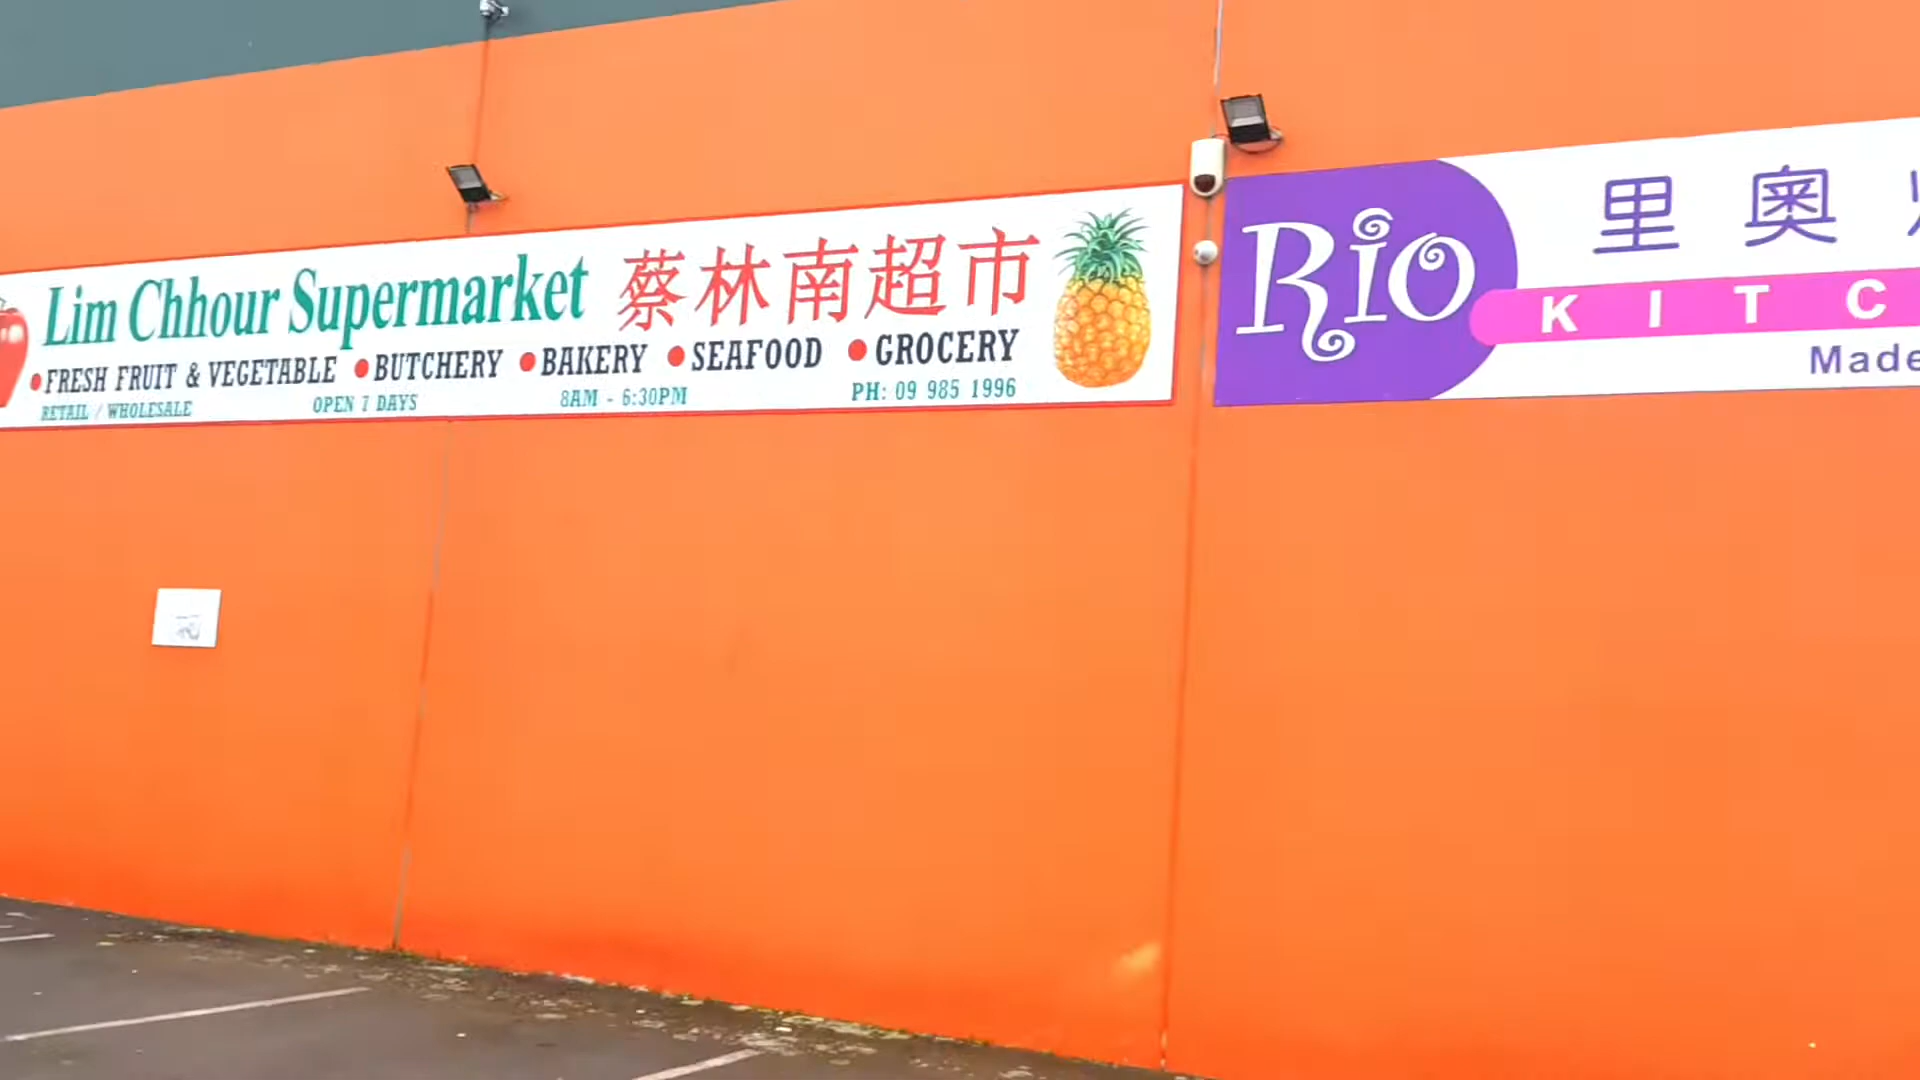 Lim Chhour Supermarket 蔡林南超市
FRESH FRUIT & VEGETABLE BUTCHERY BAKERY SEAFOOD GROCERY
RETAIL / WHOLESALE OPEN 7 DAYS 8AM - 6:30PM PH: 09 985 1996
Rio
里奥
KITC
Made